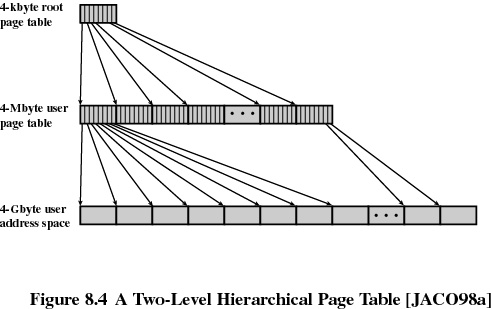 4-kbyte root
page table
4-Mbyte user
page table
• • •
4-Gbyte user
address space
• • •
Figure 8.4 A Two-Level Hierarchical Page Table [JACO98a]